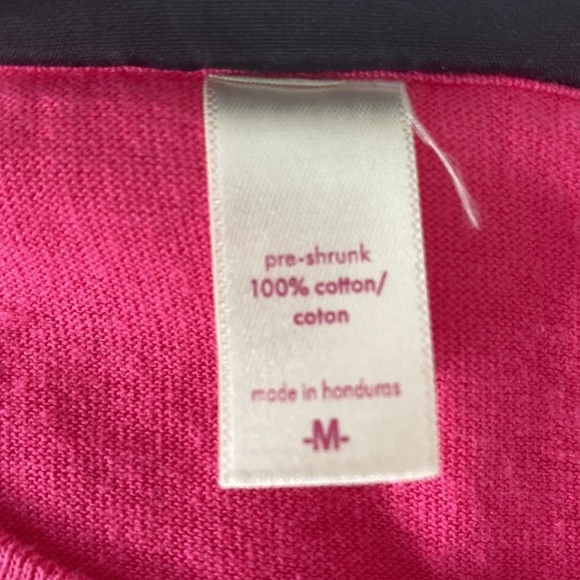 pre-shrunk
100% cotton/
coton
made in honduras
-M-